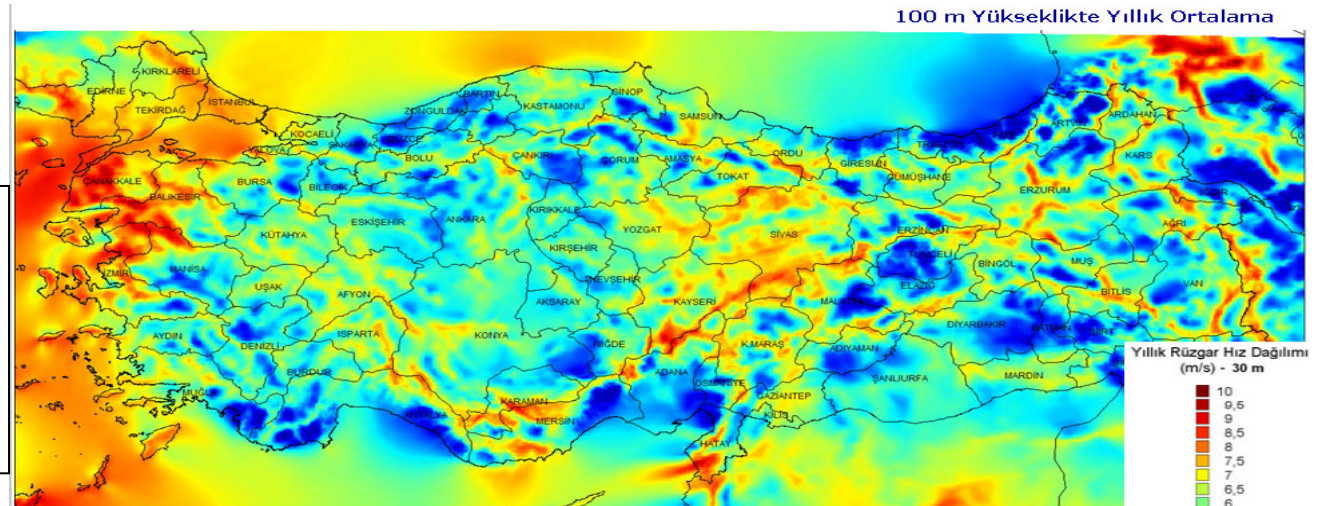 100 m Yükseklikte Yıllık Ortalama
KIRKLARELİ
EDİRNE
TEKİRDAĞ
İSTANBUL
KOCAELİ
YALOVA
SAKARYA
DÜZCE
ZONGULDAK
BARTIN
KASTAMONU
SİNOP
SAMSUN
BOLU
ÇANKIRI
ÇORUM
AMASYA
ORDU
TOKAT
GİRESUN
TRABZON
GÜMÜŞHANE
ARTVİN
ARDAHAN
KARS
IĞDIR
ERZURUM
AĞRI
ÇANAKKALE
BALIKESİR
BURSA
BİLECİK
ESKİŞEHİR
ANKARA
KIRIKKALE
YOZGAT
SİVAS
ERZİNCAN
TUNCELİ
BİNGÖL
MUŞ
KÜTAHYA
KIRŞEHİR
NEVŞEHİR
İZMİR
MANİSA
UŞAK
AFYON
AKSARAY
KAYSERİ
MALATYA
ELAZIĞ
BİTLİS
VAN
AYDIN
DENİZLİ
ISPARTA
KONYA
NİĞDE
K.MARAŞ
ADIYAMAN
DİYARBAKIR
BATMAN
SİİRT
BURDUR
ADANA
OSMANİYE
ŞANLIURFA
MARDİN
MUĞLA
ANTALYA
KARAMAN
MERSİN
GAZİANTEP
KİLİS
HATAY
Yıllık Rüzgar Hız Dağılımı
(m/s) - 30 m
10
9,5
9
8,5
8
7,5
7
6,5
6